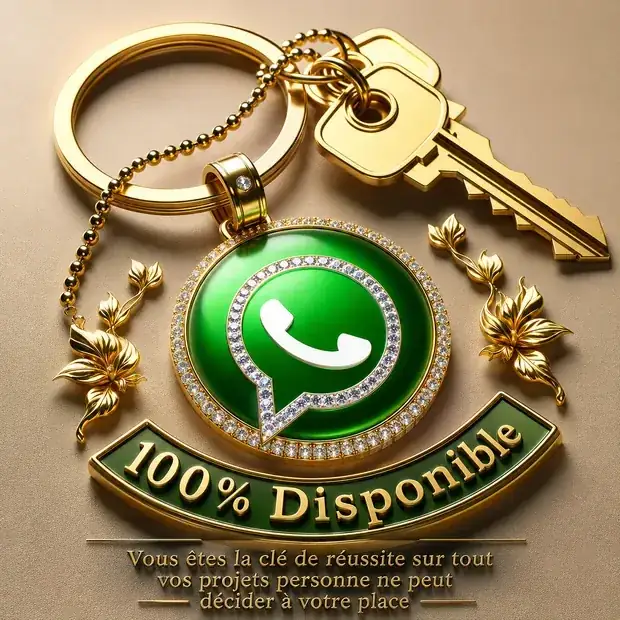 100% Disponible
Vous êtes la clé de réussite sur tout
vos projets personne ne peut
décider à votre place